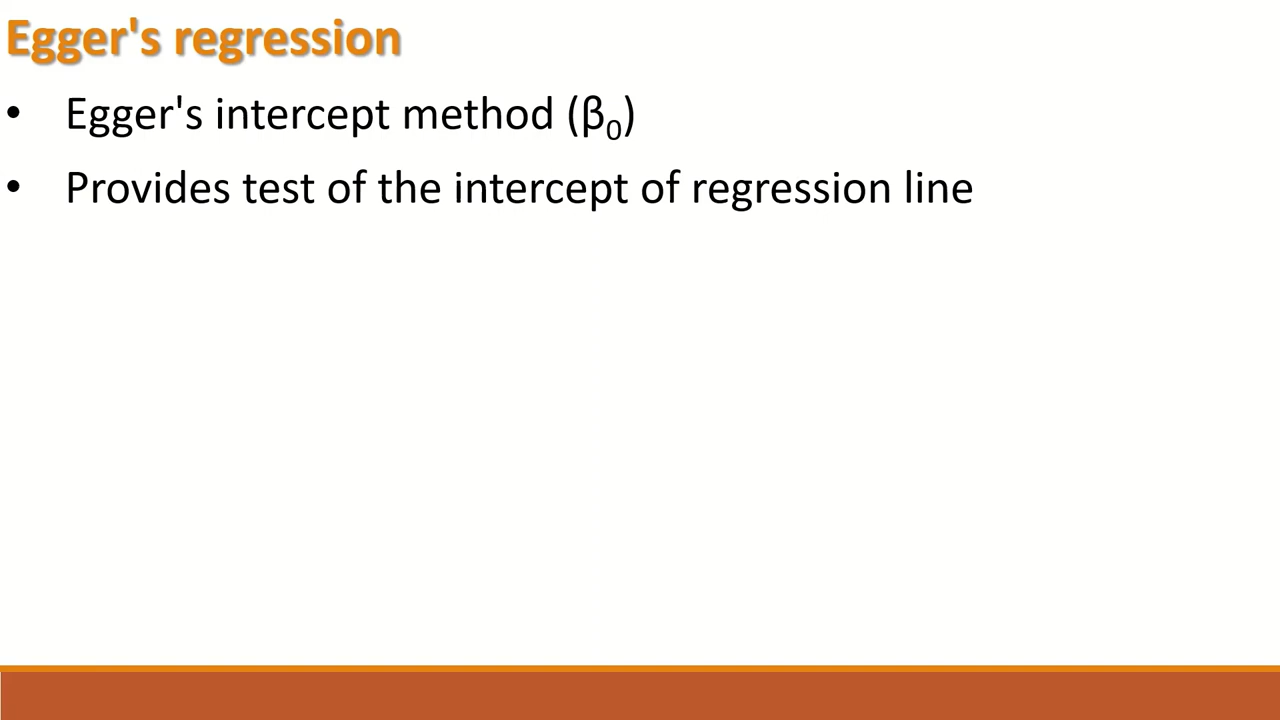 Egger's regression
• Egger's intercept method (β₀)
• Provides test of the intercept of regression line